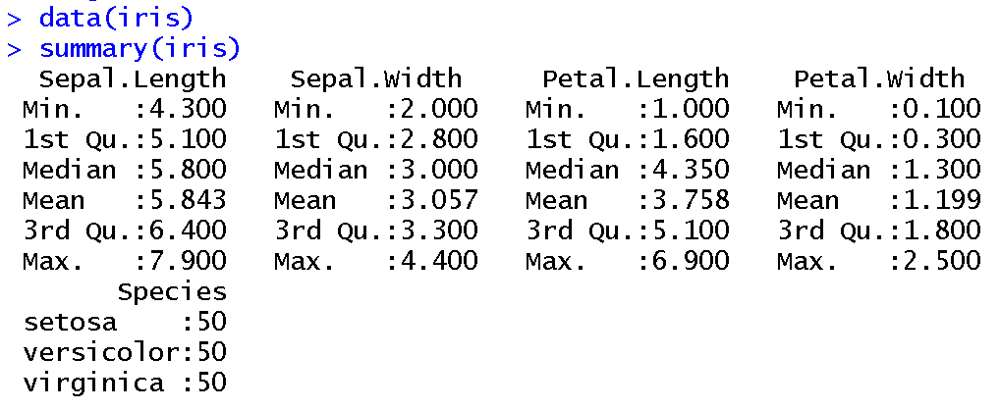 > data(iris)
> summary(iris)
  Sepal.Length    Sepal.Width     Petal.Length    Petal.Width   
 Min.   :4.300   Min.   :2.000   Min.   :1.000   Min.   :0.100  
 1st Qu.:5.100   1st Qu.:2.800   1st Qu.:1.600   1st Qu.:0.300  
 Median :5.800   Median :3.000   Median :4.350   Median :1.300  
 Mean   :5.843   Mean   :3.057   Mean   :3.758   Mean   :1.199  
 3rd Qu.:6.400   3rd Qu.:3.300   3rd Qu.:5.100   3rd Qu.:1.800  
 Max.   :7.900   Max.   :4.400   Max.   :6.900   Max.   :2.500  
       Species  
 setosa    :50  
 versicolor:50  
 virginica :50